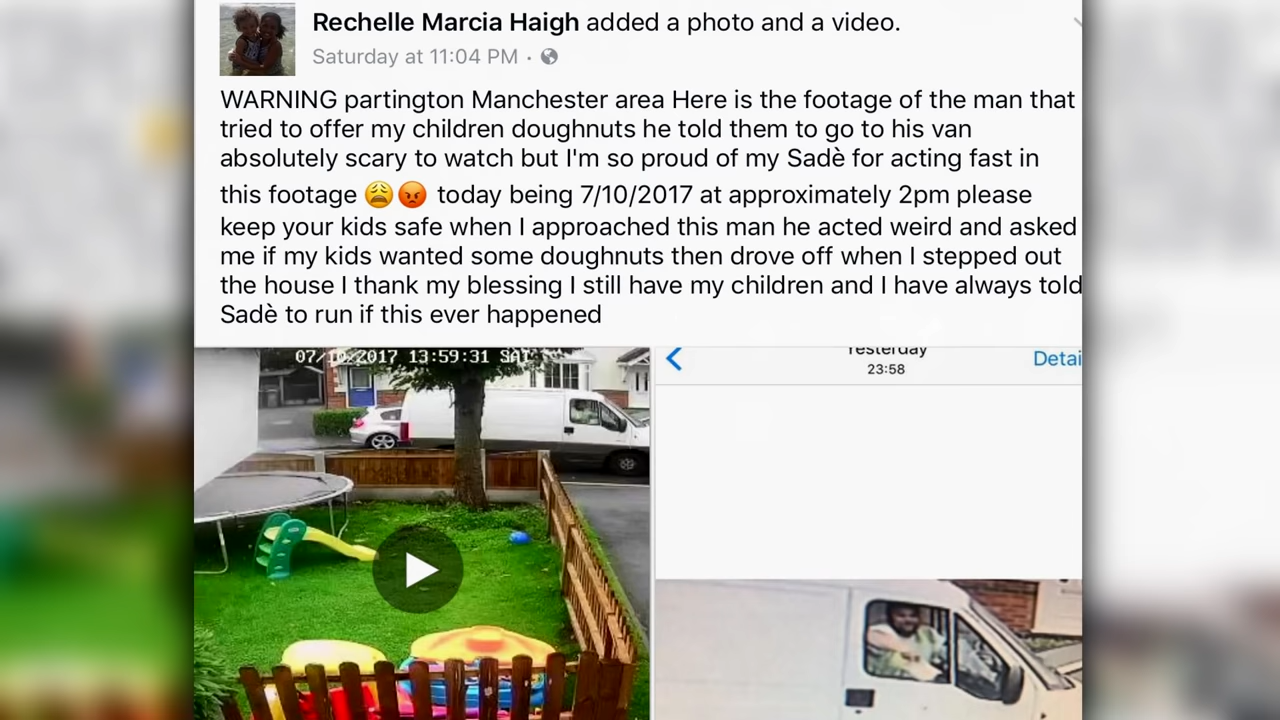 Rechelle Marcia Haigh added a photo and a video.
Saturday at 11:04 PM ·
WARNING partington Manchester area Here is the footage of the man that
tried to offer my children doughnuts he told them to go to his van
absolutely scary to watch but I'm so proud of my Sadè for acting fast in
this footage 😩😡 today being 7/10/2017 at approximately 2pm please
keep your kids safe when I approached this man he acted weird and asked
me if my kids wanted some doughnuts then drove off when I stepped out
the house I thank my blessing I still have my children and I have always told
Sadè to run if this ever happened
07/10/2017 13:59:31 SAT
Yesterday
23:58
Detai